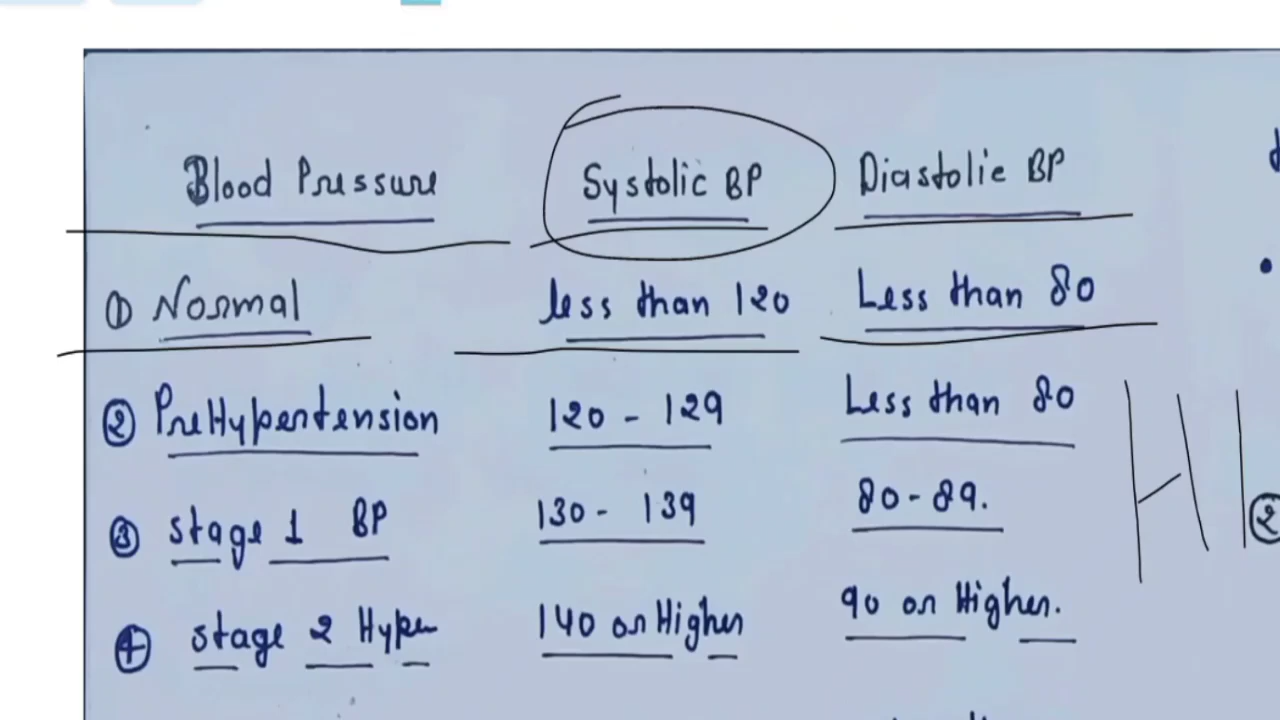 Blood Pressure Systolic BP Diastolic BP
① Normal less than 120 Less than 80
② PreHypertension 120 - 129 Less than 80
③ stage 1 BP 130 - 139 80 - 89.
④ stage 2 Hyper 140 or Higher 90 or Higher.
HI
②